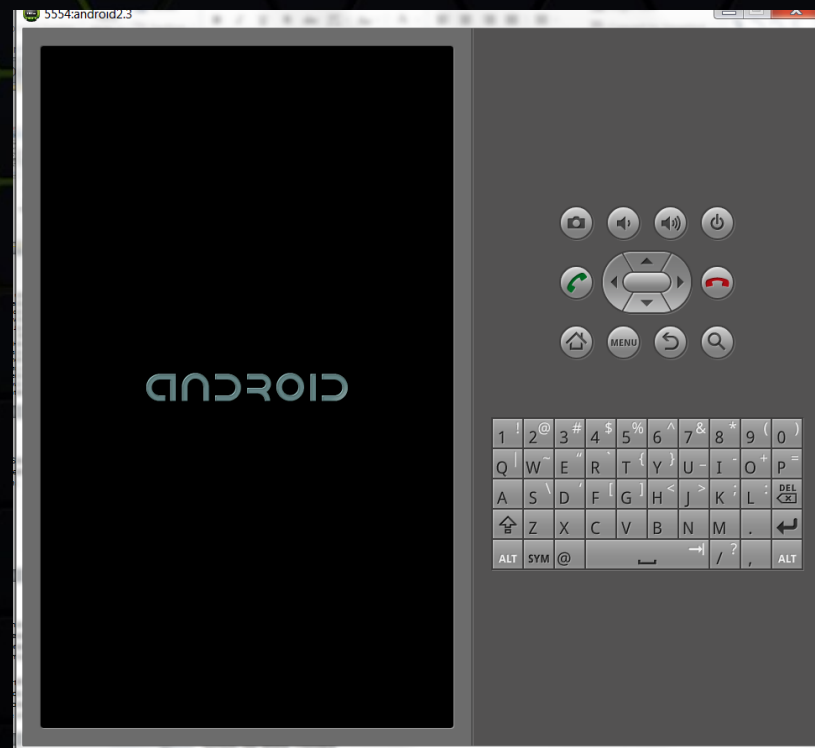 5554:android2.3
ANDROID
MENU
1 ! 2 @ 3 # 4 $ 5 % 6 ^ 7 & 8 * 9 ( 0 )
Q | W ~ E “ R ` T { Y } U _ I - O + P =
A S \ D ' F [ G ] H < J > K ; L : DEL
Z X C V B N M .
ALT SYM @ / ? , ALT